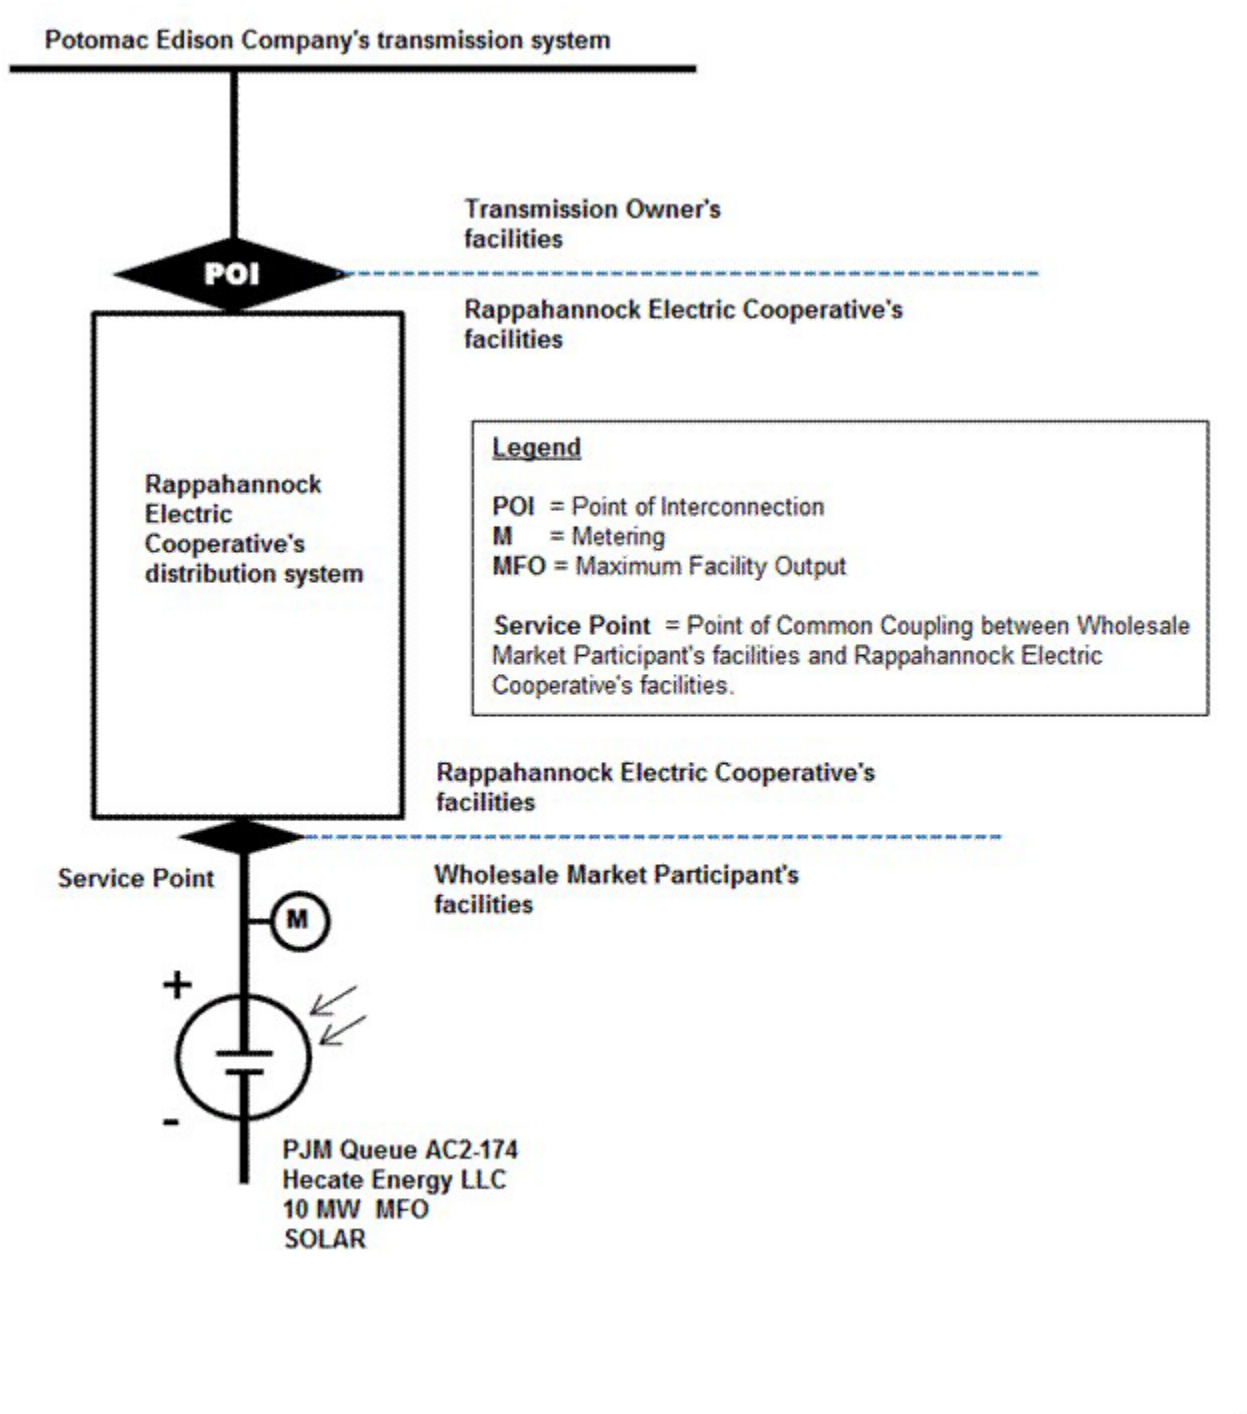 Potomac Edison Company's transmission system
Transmission Owner's
facilities
POI
Rappahannock Electric Cooperative's
facilities
Legend
POI = Point of Interconnection
M = Metering
MFO = Maximum Facility Output
Service Point = Point of Common Coupling between Wholesale
Market Participant's facilities and Rappahannock Electric
Cooperative's facilities.
Rappahannock
Electric
Cooperative's
distribution system
Rappahannock Electric Cooperative's
facilities
Service Point
Wholesale Market Participant's
facilities
M
+
-
PJM Queue AC2-174
Hecate Energy LLC
10 MW MFO
SOLAR